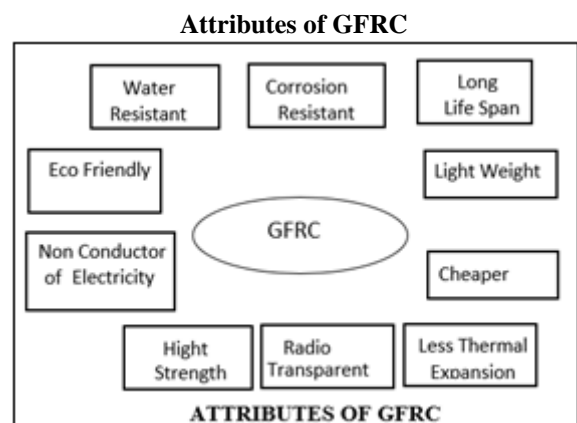 Attributes of GFRC
Water
Resistant
Corrosion
Resistant
Long
Life Span
Eco Friendly
Light Weight
GFRC
Non Conductor
of Electricity
Cheaper
Hight
Strength
Radio
Transparent
Less Thermal
Expansion
ATTRIBUTES OF GFRC